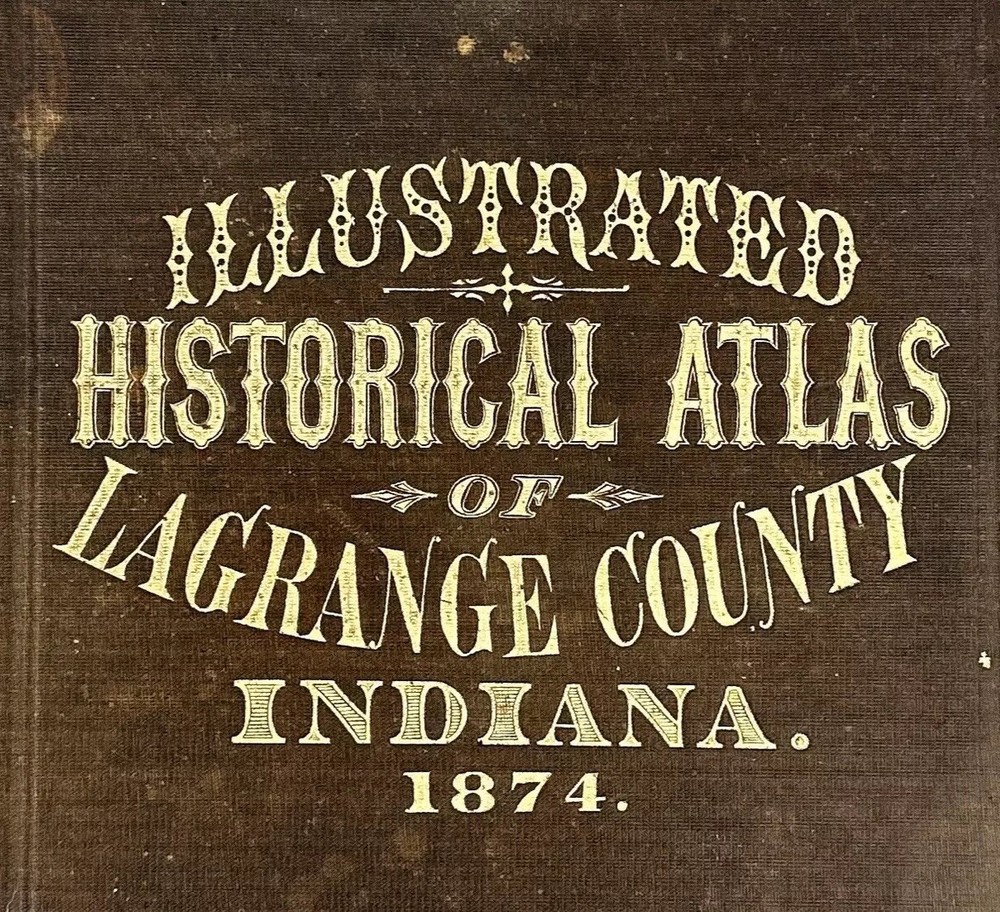 ILLUSTRATED
HISTORICAL ATLAS
OF
LAGRANGE COUNTY
INDIANA.
1874.